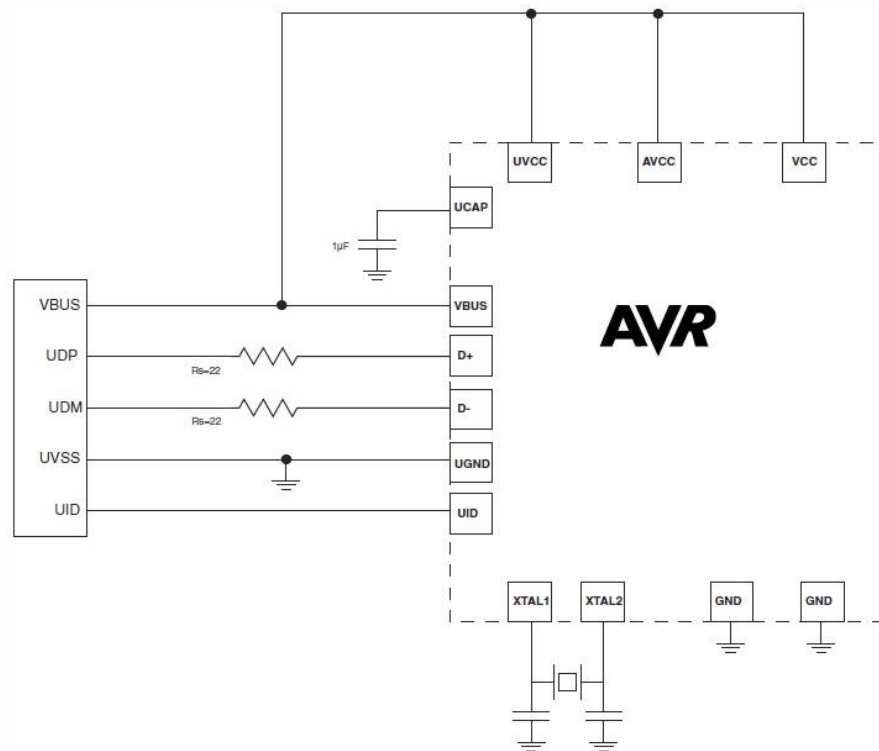 UVCC
AVCC
VCC
UCAP
1µF
VBUS
VBUS
UDP
Rs=22
D+
UDM
Rs=22
D-
UVSS
UGND
UID
UID
AVR
XTAL1
XTAL2
GND
GND